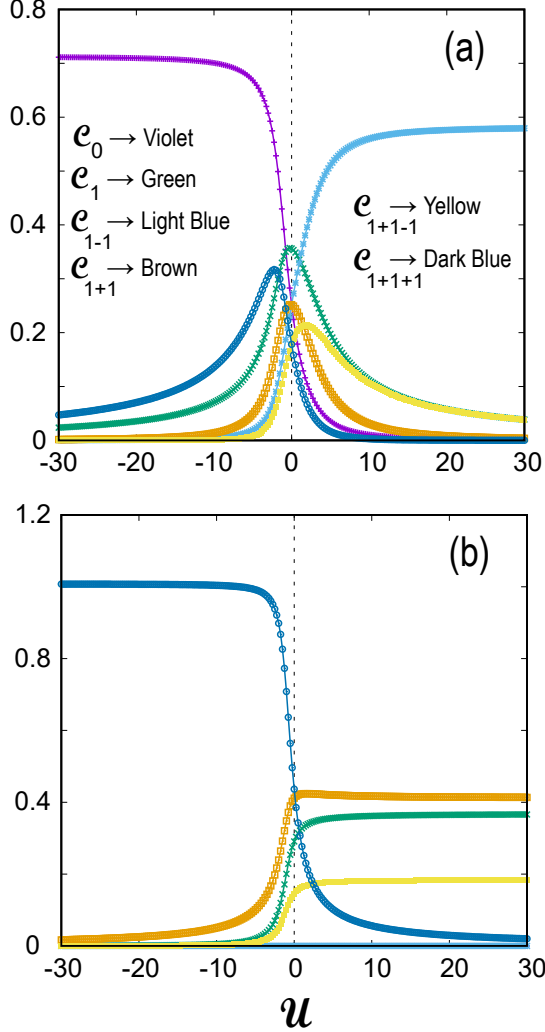 0.8
(a)
0.6
𝒞0 → Violet
𝒞1 → Green
𝒞1-1 → Light Blue
𝒞1+1 → Brown
𝒞1+1-1 → Yellow
𝒞1+1+1 → Dark Blue
0.4
0.2
0
-30 -20 -10 0 10 20 30
1.2
(b)
0.8
0.4
0
-30 -20 -10 0 10 20 30
𝒰